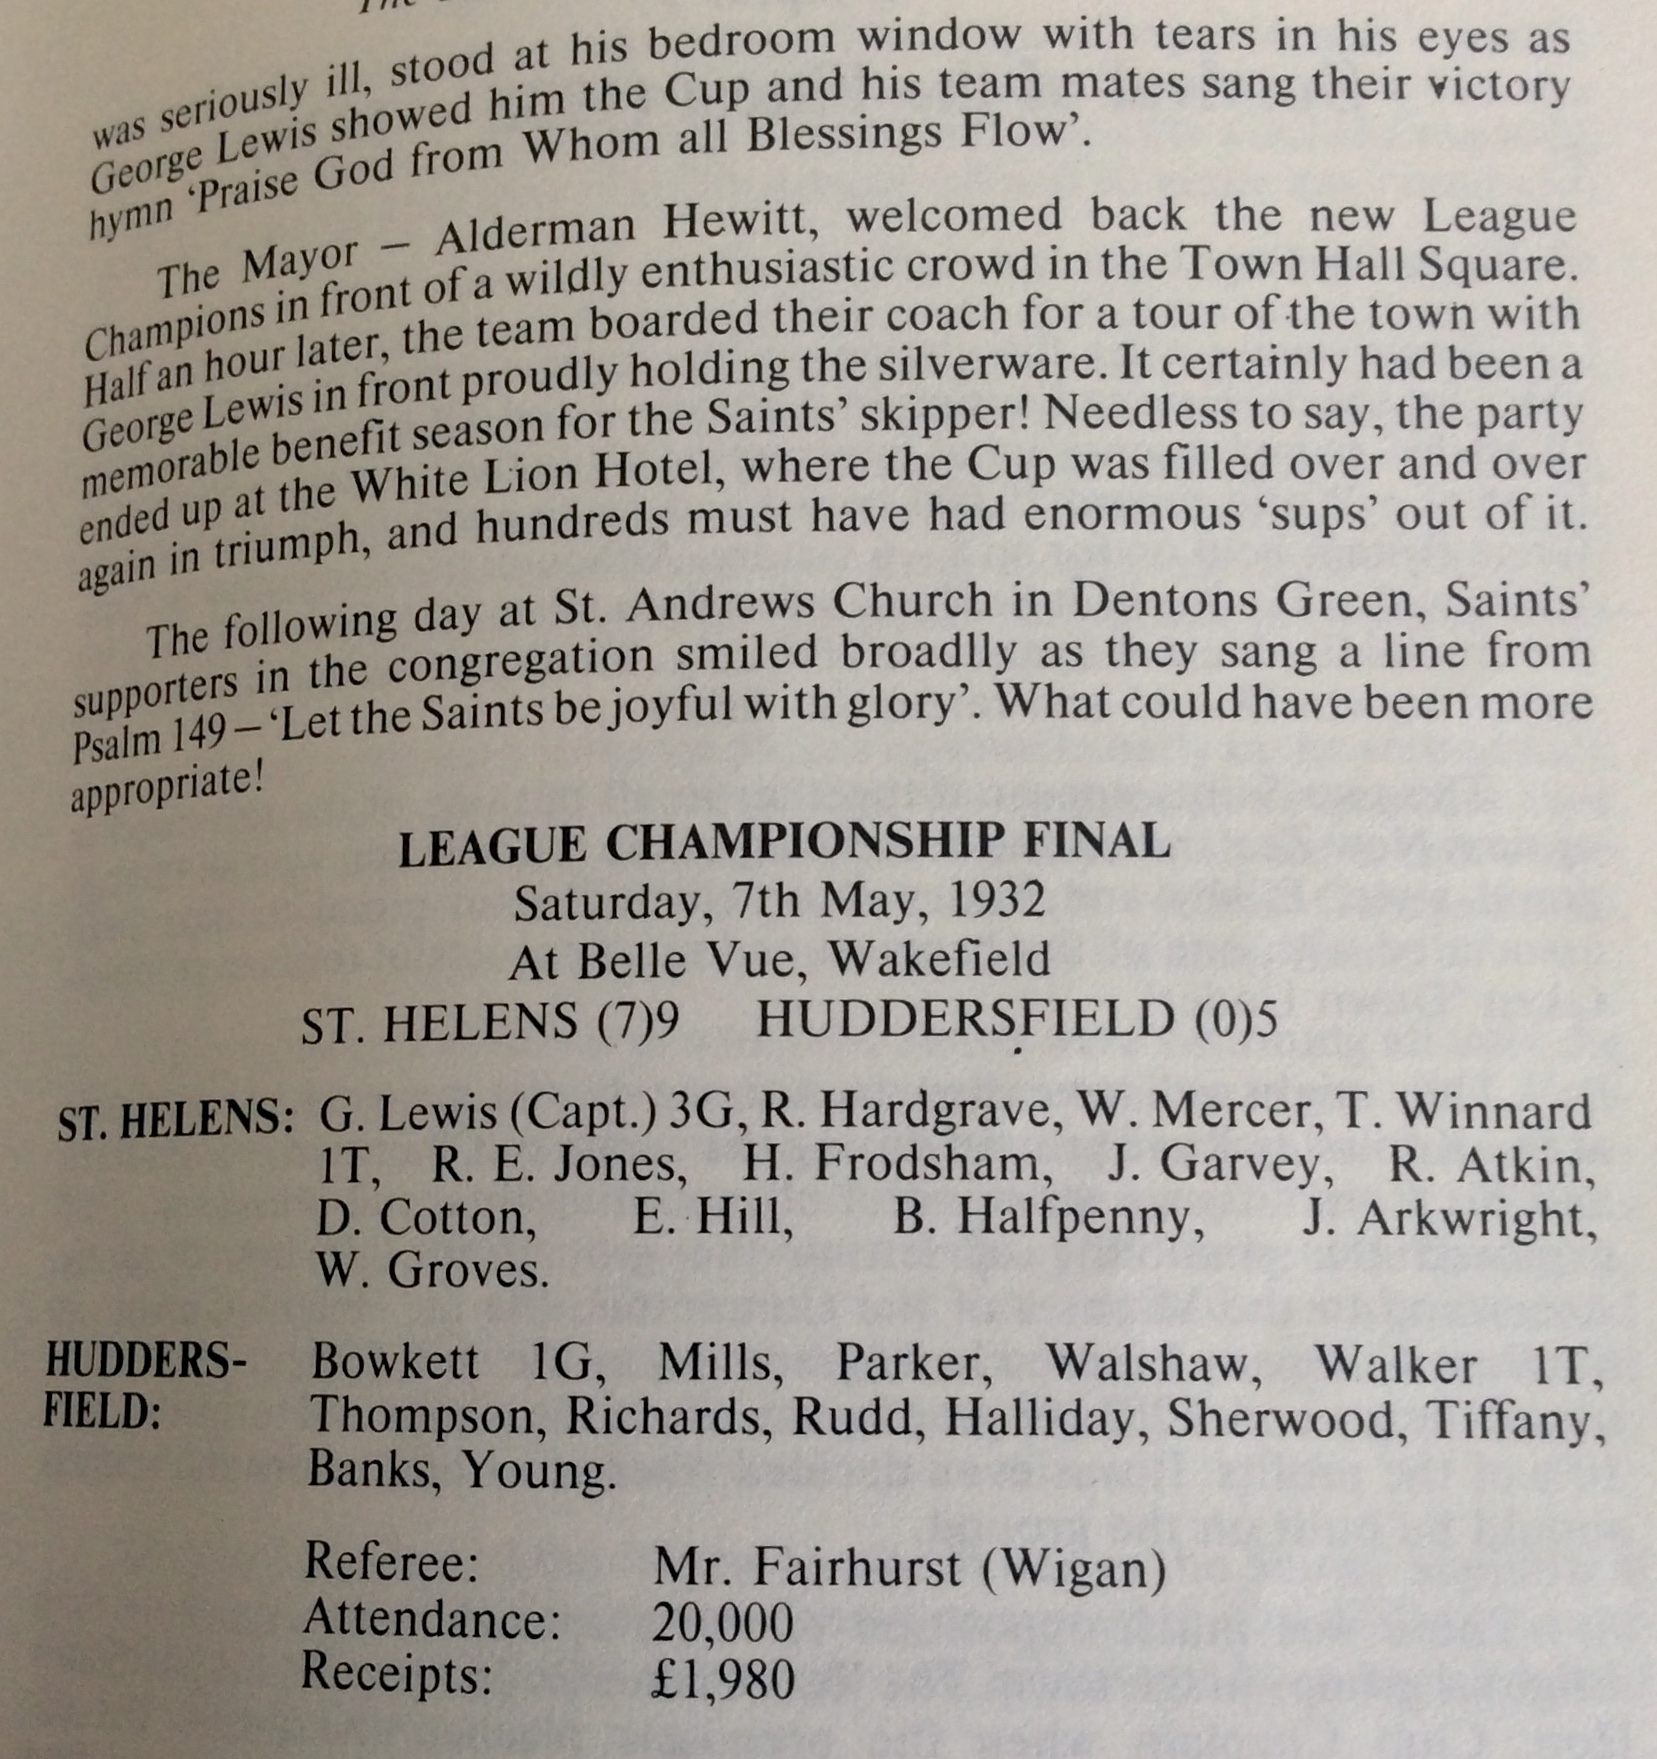 was seriously ill, stood at his bedroom window with tears in his eyes as
George Lewis showed him the Cup and his team mates sang their victory
hymn ‘Praise God from Whom all Blessings Flow’.
The Mayor – Alderman Hewitt, welcomed back the new League
Champions in front of a wildly enthusiastic crowd in the Town Hall Square.
Half an hour later, the team boarded their coach for a tour of the town with
George Lewis in front proudly holding the silverware. It certainly had been a
memorable benefit season for the Saints’ skipper! Needless to say, the party
ended up at the White Lion Hotel, where the Cup was filled over and over
again in triumph, and hundreds must have had enormous ‘sups’ out of it.
The following day at St. Andrews Church in Dentons Green, Saints’
supporters in the congregation smiled broadlly as they sang a line from
Psalm 149 – ‘Let the Saints be joyful with glory’. What could have been more
appropriate!
LEAGUE CHAMPIONSHIP FINAL
Saturday, 7th May, 1932
At Belle Vue, Wakefield
ST. HELENS (7)9 HUDDERSFIELD (0)5
ST. HELENS: G. Lewis (Capt.) 3G, R. Hardgrave, W. Mercer, T. Winnard
1T, R. E. Jones, H. Frodsham, J. Garvey, R. Atkin,
D. Cotton, E. Hill, B. Halfpenny, J. Arkwright,
W. Groves.
HUDDERS- Bowkett 1G, Mills, Parker, Walshaw, Walker 1T,
FIELD: Thompson, Richards, Rudd, Halliday, Sherwood, Tiffany,
Banks, Young.
Referee: Mr. Fairhurst (Wigan)
Attendance: 20,000
Receipts: £1,980